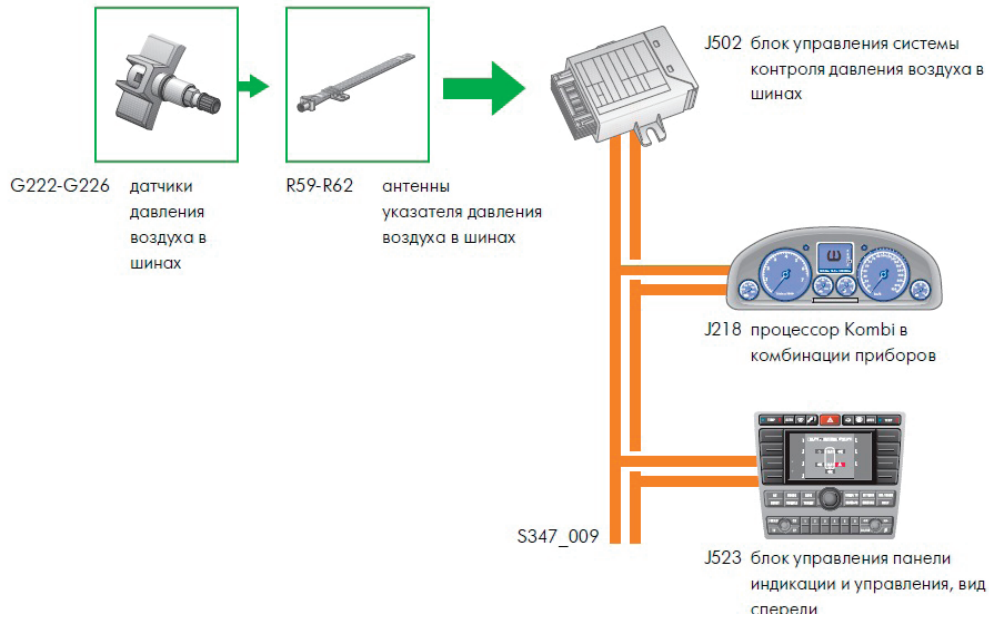 J502 блок управления системы
контроля давления воздуха в
шинах
G222-G226 датчики
давления
воздуха в
шинах
R59-R62 антенны
указателя давления
воздуха в шинах
J218 процессор Kombi в
комбинации приборов
S347_009
J523 блок управления панели
индикации и управления, вид
спереди